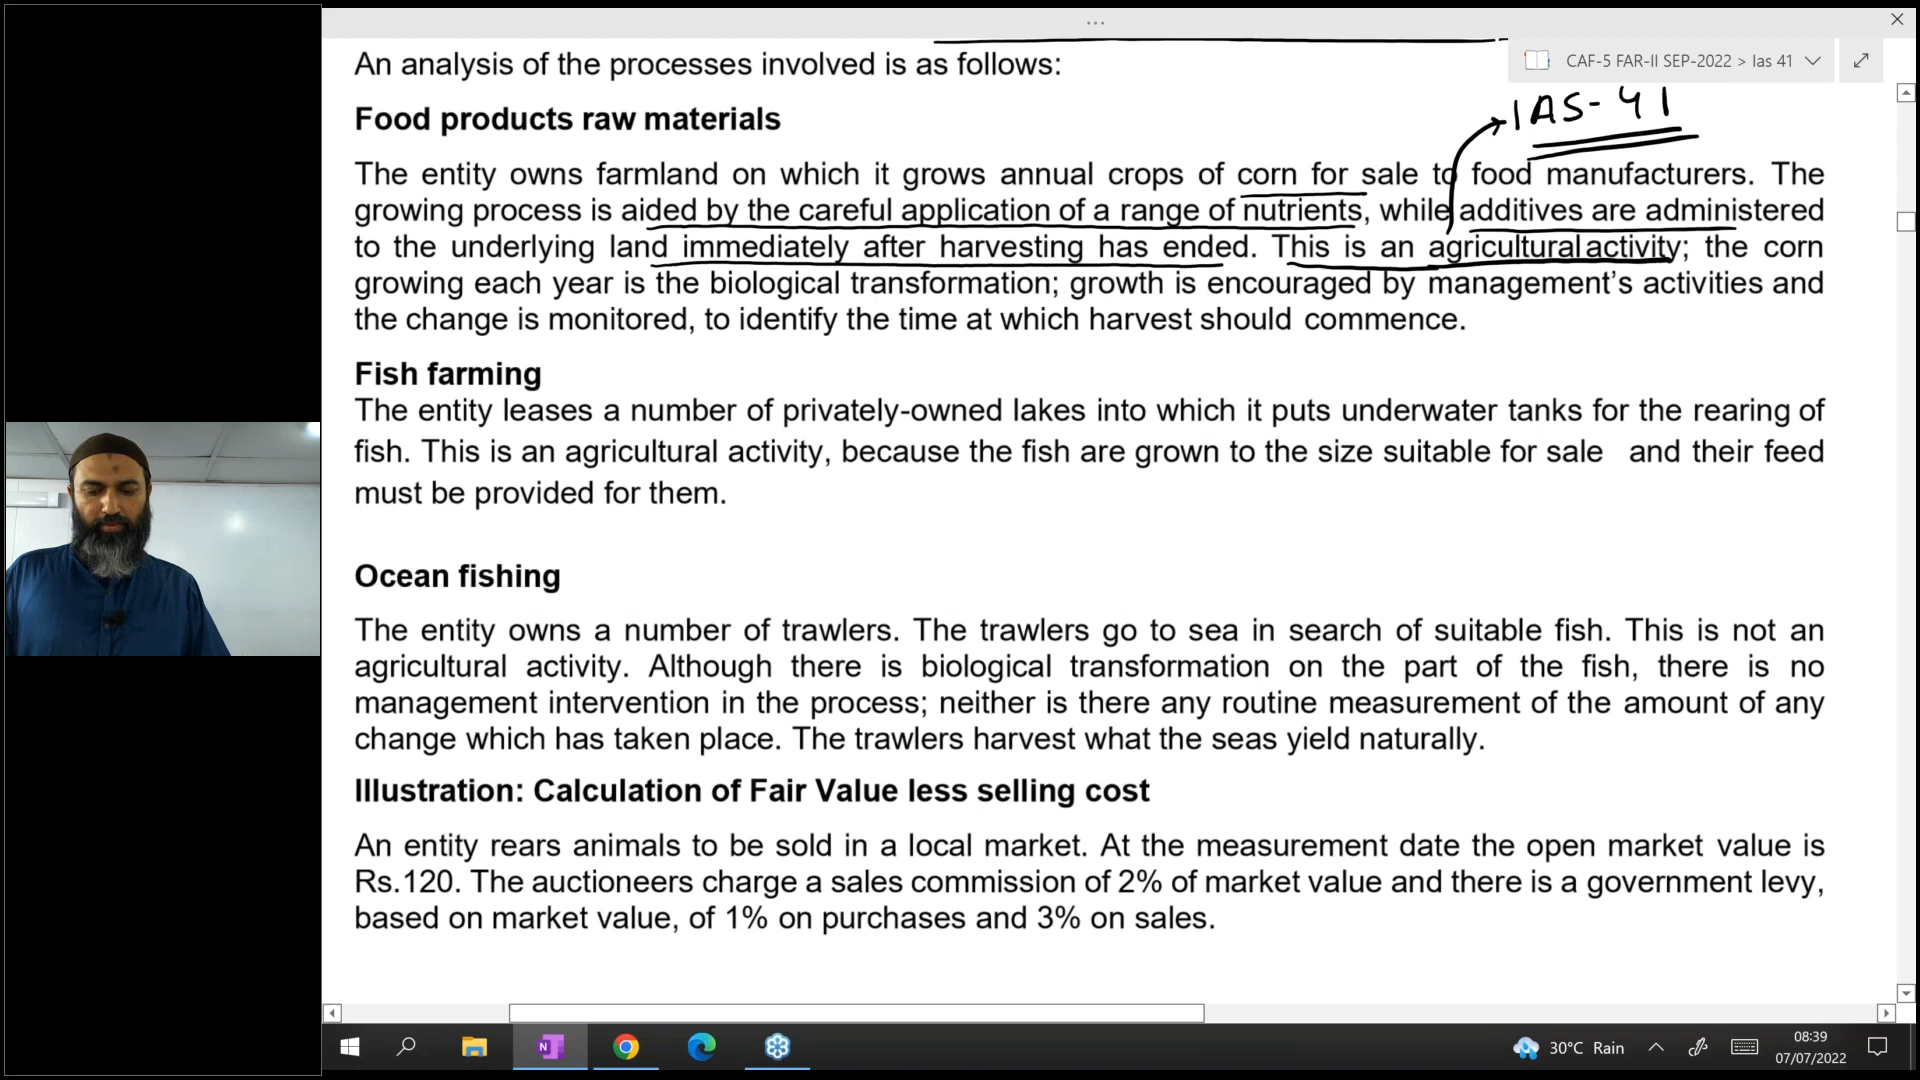 ...
CAF-5 FAR-II SEP-2022 > Ias 41
An analysis of the processes involved is as follows:
IAS-41
Food products raw materials
The entity owns farmland on which it grows annual crops of corn for sale to food manufacturers. The
growing process is aided by the careful application of a range of nutrients, while additives are administered
to the underlying land immediately after harvesting has ended. This is an agricultural activity; the corn
growing each year is the biological transformation; growth is encouraged by management’s activities and
the change is monitored, to identify the time at which harvest should commence.
Fish farming
The entity leases a number of privately-owned lakes into which it puts underwater tanks for the rearing of
fish. This is an agricultural activity, because the fish are grown to the size suitable for sale and their feed
must be provided for them.
Ocean fishing
The entity owns a number of trawlers. The trawlers go to sea in search of suitable fish. This is not an
agricultural activity. Although there is biological transformation on the part of the fish, there is no
management intervention in the process; neither is there any routine measurement of the amount of any
change which has taken place. The trawlers harvest what the seas yield naturally.
Illustration: Calculation of Fair Value less selling cost
An entity rears animals to be sold in a local market. At the measurement date the open market value is
Rs.120. The auctioneers charge a sales commission of 2% of market value and there is a government levy,
based on market value, of 1% on purchases and 3% on sales.
N
30°C Rain
08:39
07/07/2022